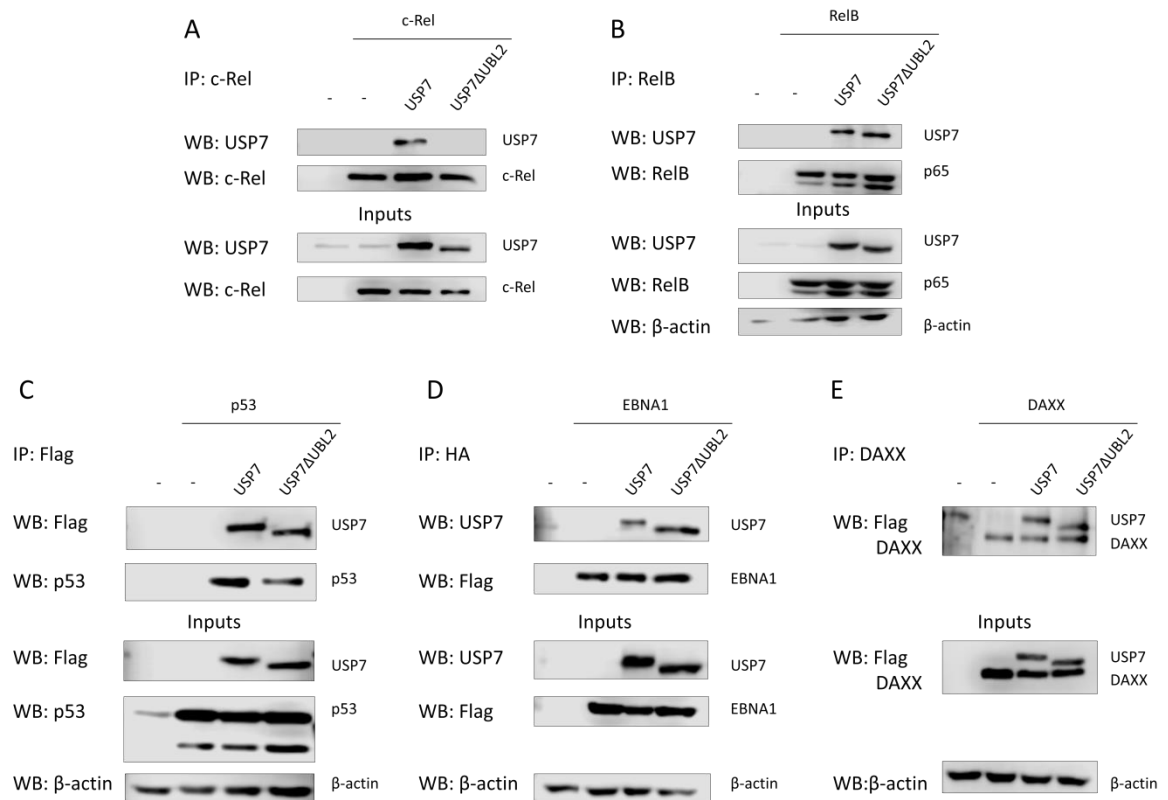 A
c-Rel
IP: c-Rel
- - USP7 USP7ΔUBL2
WB: USP7 USP7
WB: c-Rel c-Rel
Inputs
WB: USP7 USP7
WB: c-Rel c-Rel
B
RelB
IP: RelB
- - USP7 USP7ΔUBL2
WB: USP7 USP7
WB: RelB p65
Inputs
WB: USP7 USP7
WB: RelB p65
WB: β-actin β-actin
C
p53
IP: Flag
- - USP7 USP7ΔUBL2
WB: Flag USP7
WB: p53 p53
Inputs
WB: Flag USP7
WB: p53 p53
WB: β-actin β-actin
D
EBNA1
IP: HA
- - USP7 USP7ΔUBL2
WB: USP7 USP7
WB: Flag EBNA1
Inputs
WB: USP7 USP7
WB: Flag EBNA1
WB: β-actin β-actin
E
DAXX
IP: DAXX
- - USP7 USP7ΔUBL2
WB: Flag USP7
DAXX DAXX
Inputs
WB: Flag USP7
DAXX DAXX
WB:β-actin β-actin